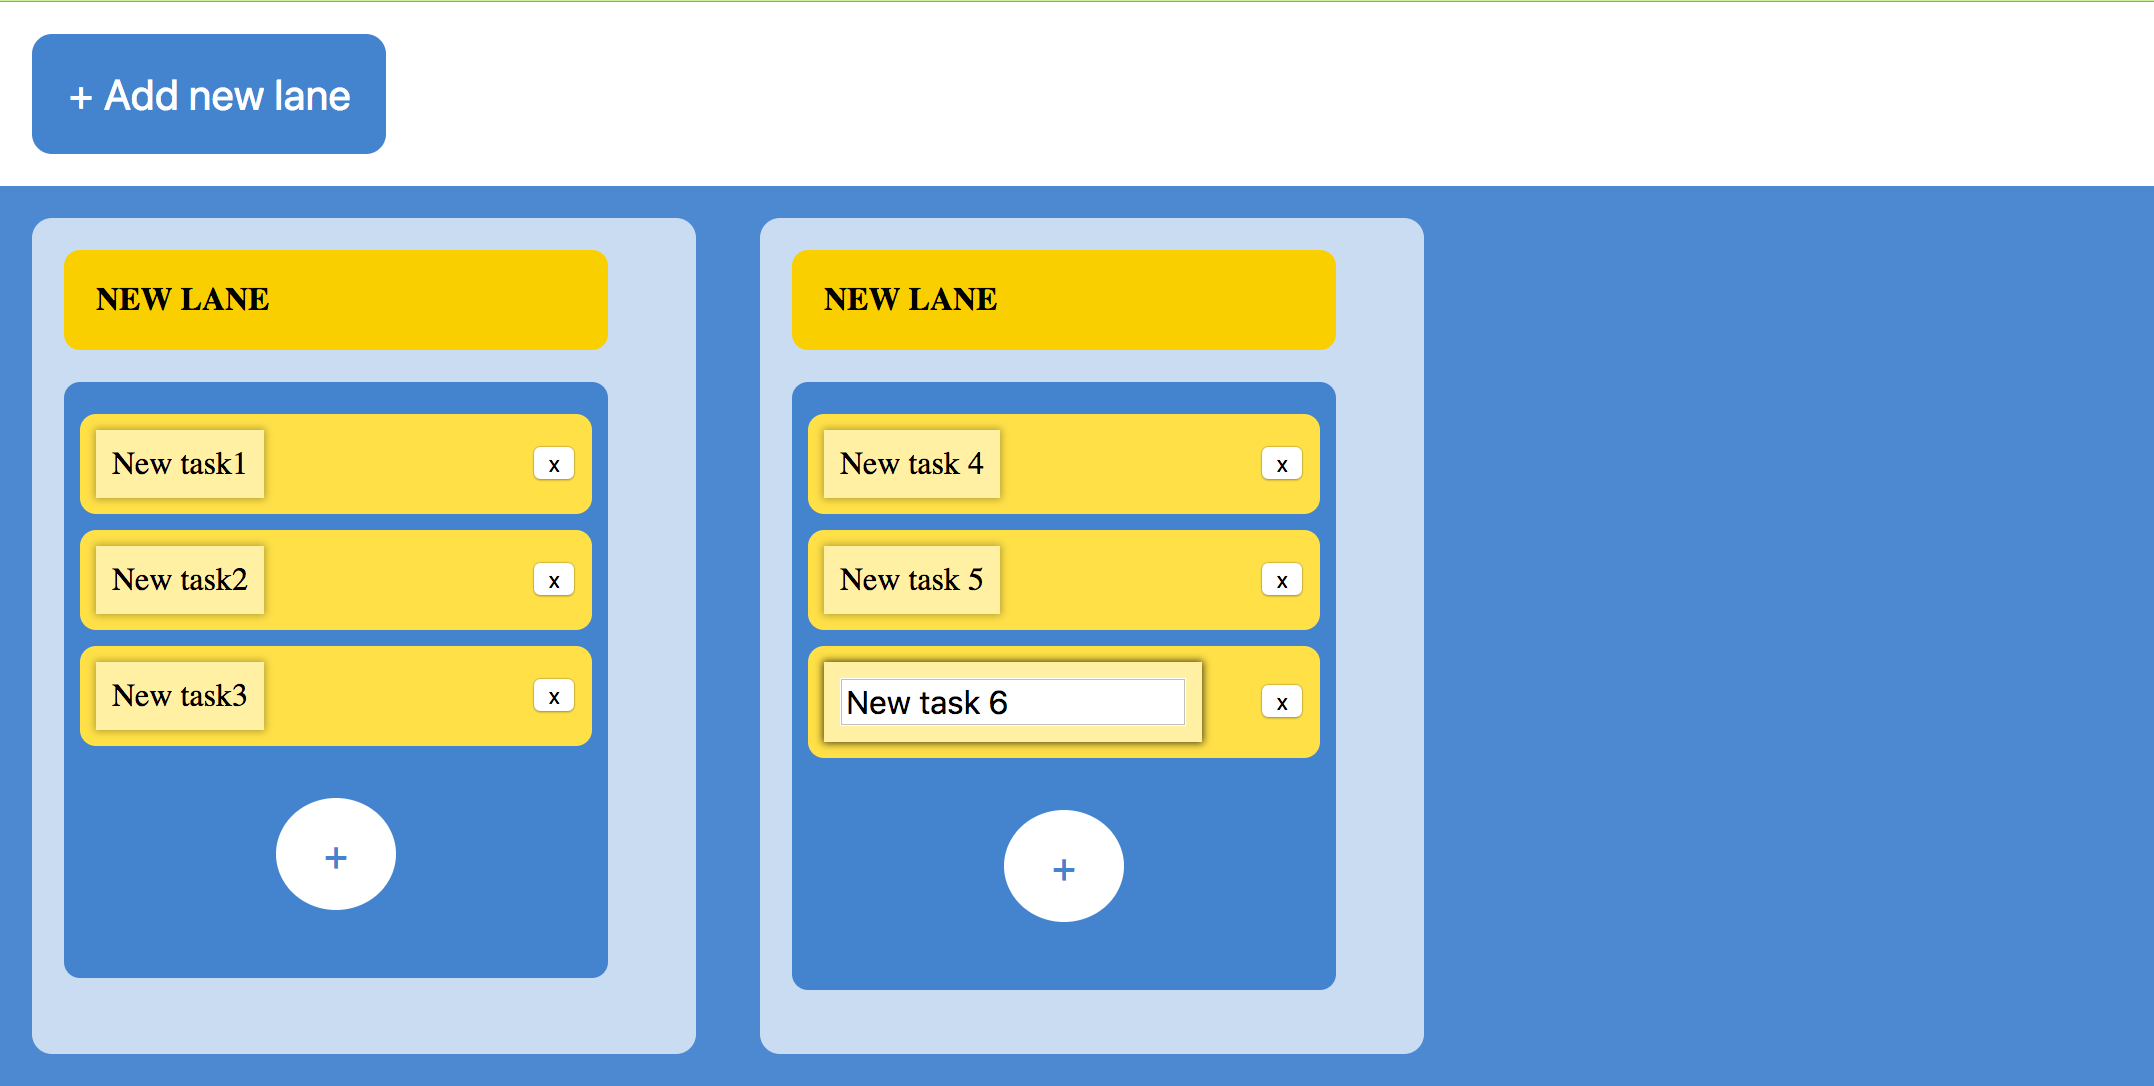 + Add new lane
NEW LANE
New task1 x
New task2 x
New task3 x
+
NEW LANE
New task 4 x
New task 5 x
New task 6 x
+